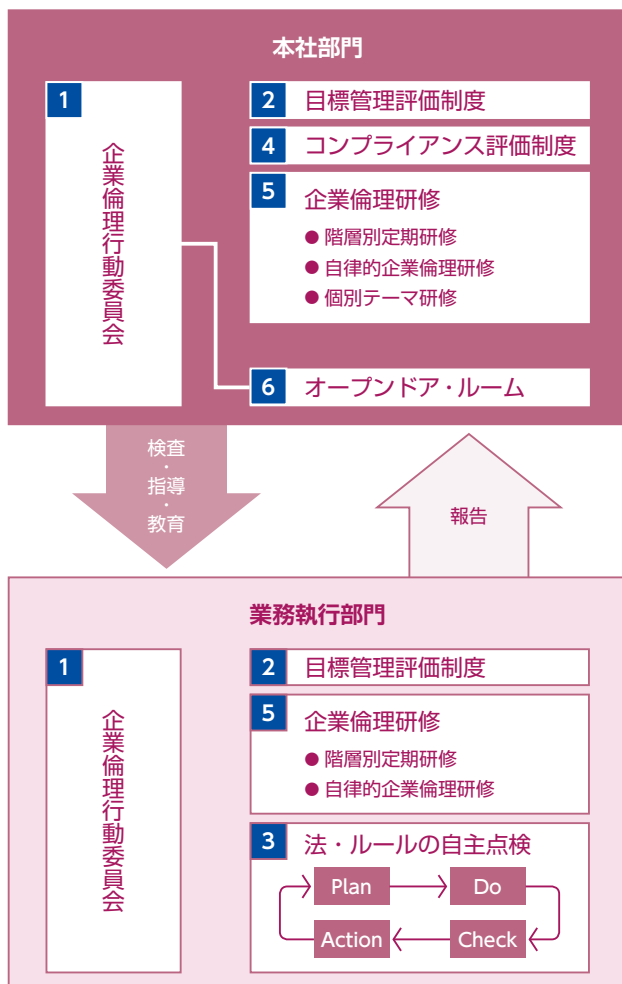 本社部門
1
企業倫理行動委員会
2 目標管理評価制度
4 コンプライアンス評価制度
5 企業倫理研修
● 階層別定期研修
● 自律的企業倫理研修
● 個別テーマ研修
6 オープンドア・ルーム
検査
・
指導
・
教育
報告
業務執行部門
1
企業倫理行動委員会
2 目標管理評価制度
5 企業倫理研修
● 階層別定期研修
● 自律的企業倫理研修
3 法・ルールの自主点検
Plan Do
Action Check